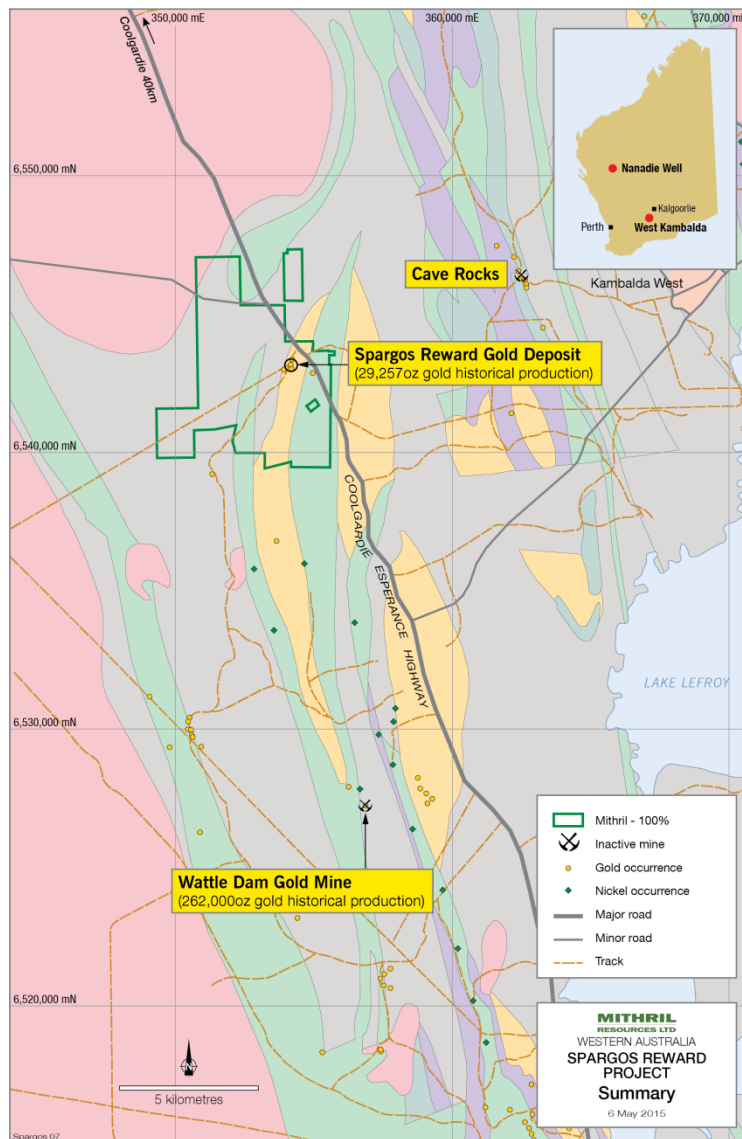 350,000 mE
360,000 mE
370,000 mE
Coolgardie 40km
6,550,000 mN
Nanadie Well
Kalgoorlie
Perth
West Kambalda
Cave Rocks
Kambalda West
Spargos Reward Gold Deposit
(29,257oz gold historical production)
6,540,000 mN
COOLGARDIE ESPERANCE HIGHWAY
LAKE LEFROY
6,530,000 mN
Wattle Dam Gold Mine
(262,000oz gold historical production)
Mithril - 100%
Inactive mine
Gold occurrence
Nickel occurrence
Major road
Minor road
Track
6,520,000 mN
N
5 kilometres
MITHRIL
RESOURCES LTD
WESTERN AUSTRALIA
SPARGOS REWARD
PROJECT
Summary
6 May 2015
Spargos 07